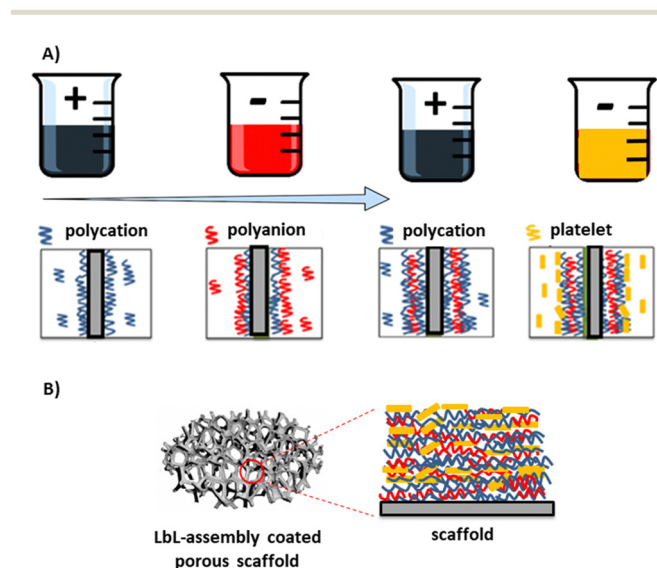 A)
+ - + -
polycation polyanion polycation platelet
B)
LbL-assembly coated
porous scaffold
scaffold